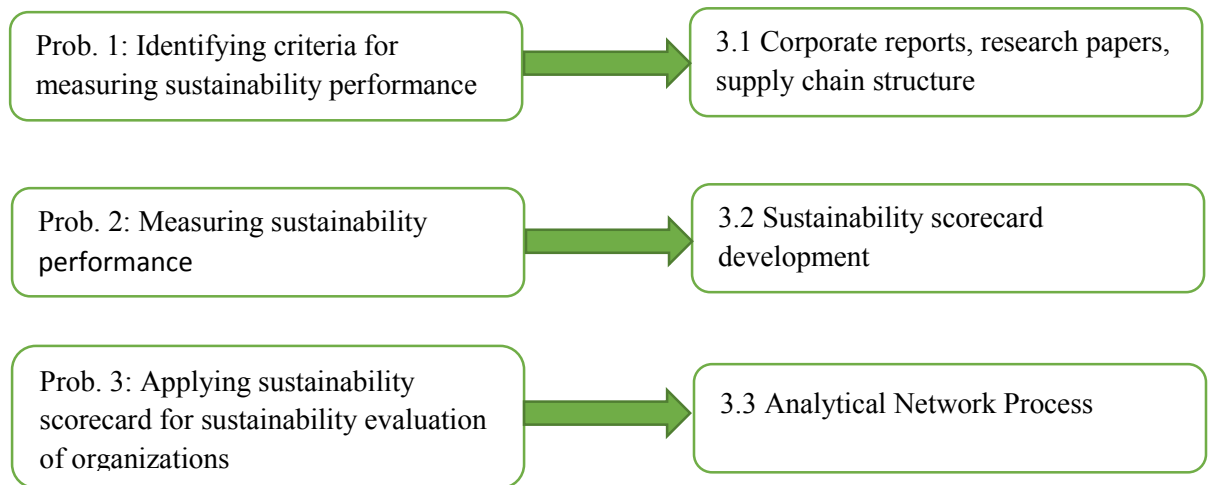 Prob. 1: Identifying criteria for
measuring sustainability performance
3.1 Corporate reports, research papers,
supply chain structure
Prob. 2: Measuring sustainability
performance
3.2 Sustainability scorecard
development
Prob. 3: Applying sustainability
scorecard for sustainability evaluation
of organizations
3.3 Analytical Network Process